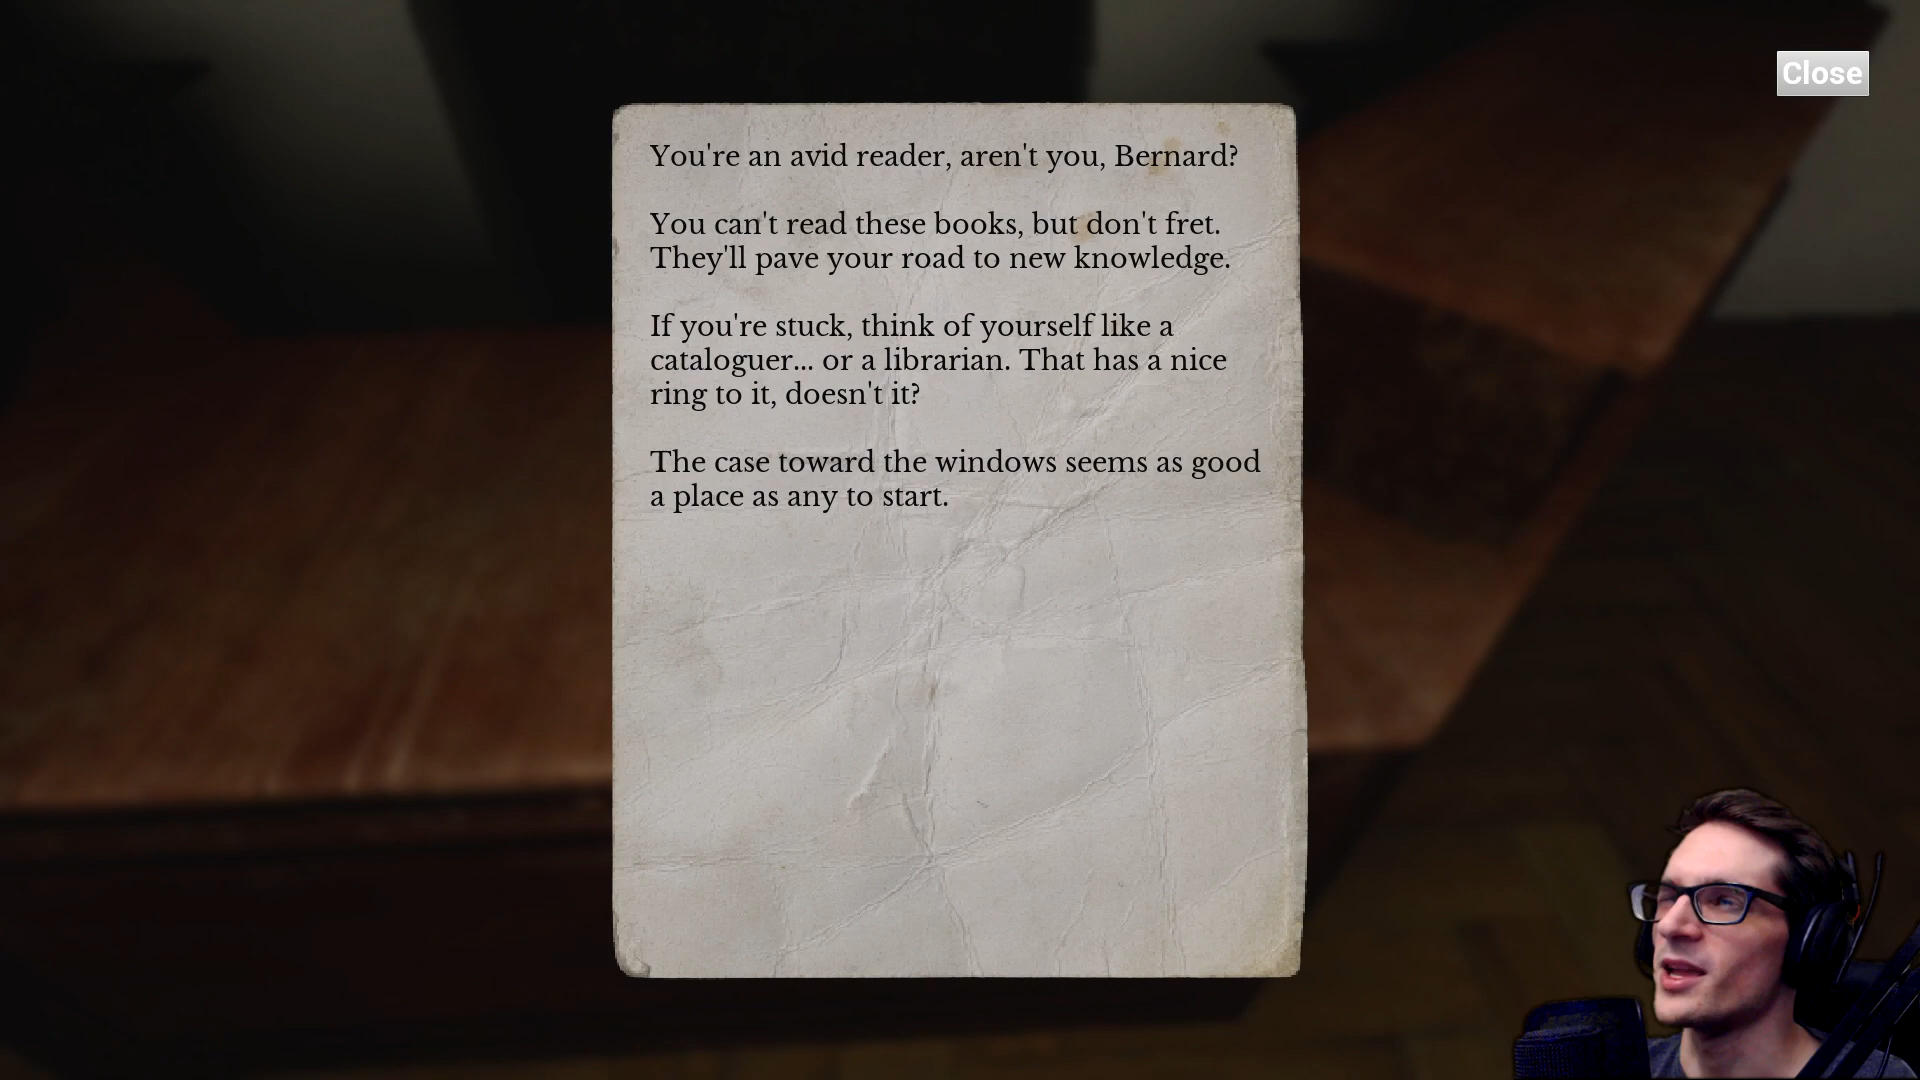 Close
You're an avid reader, aren't you, Bernard?
You can't read these books, but don't fret.
They'll pave your road to new knowledge.
If you're stuck, think of yourself like a
cataloguer... or a librarian. That has a nice
ring to it, doesn't it?
The case toward the windows seems as good
a place as any to start.